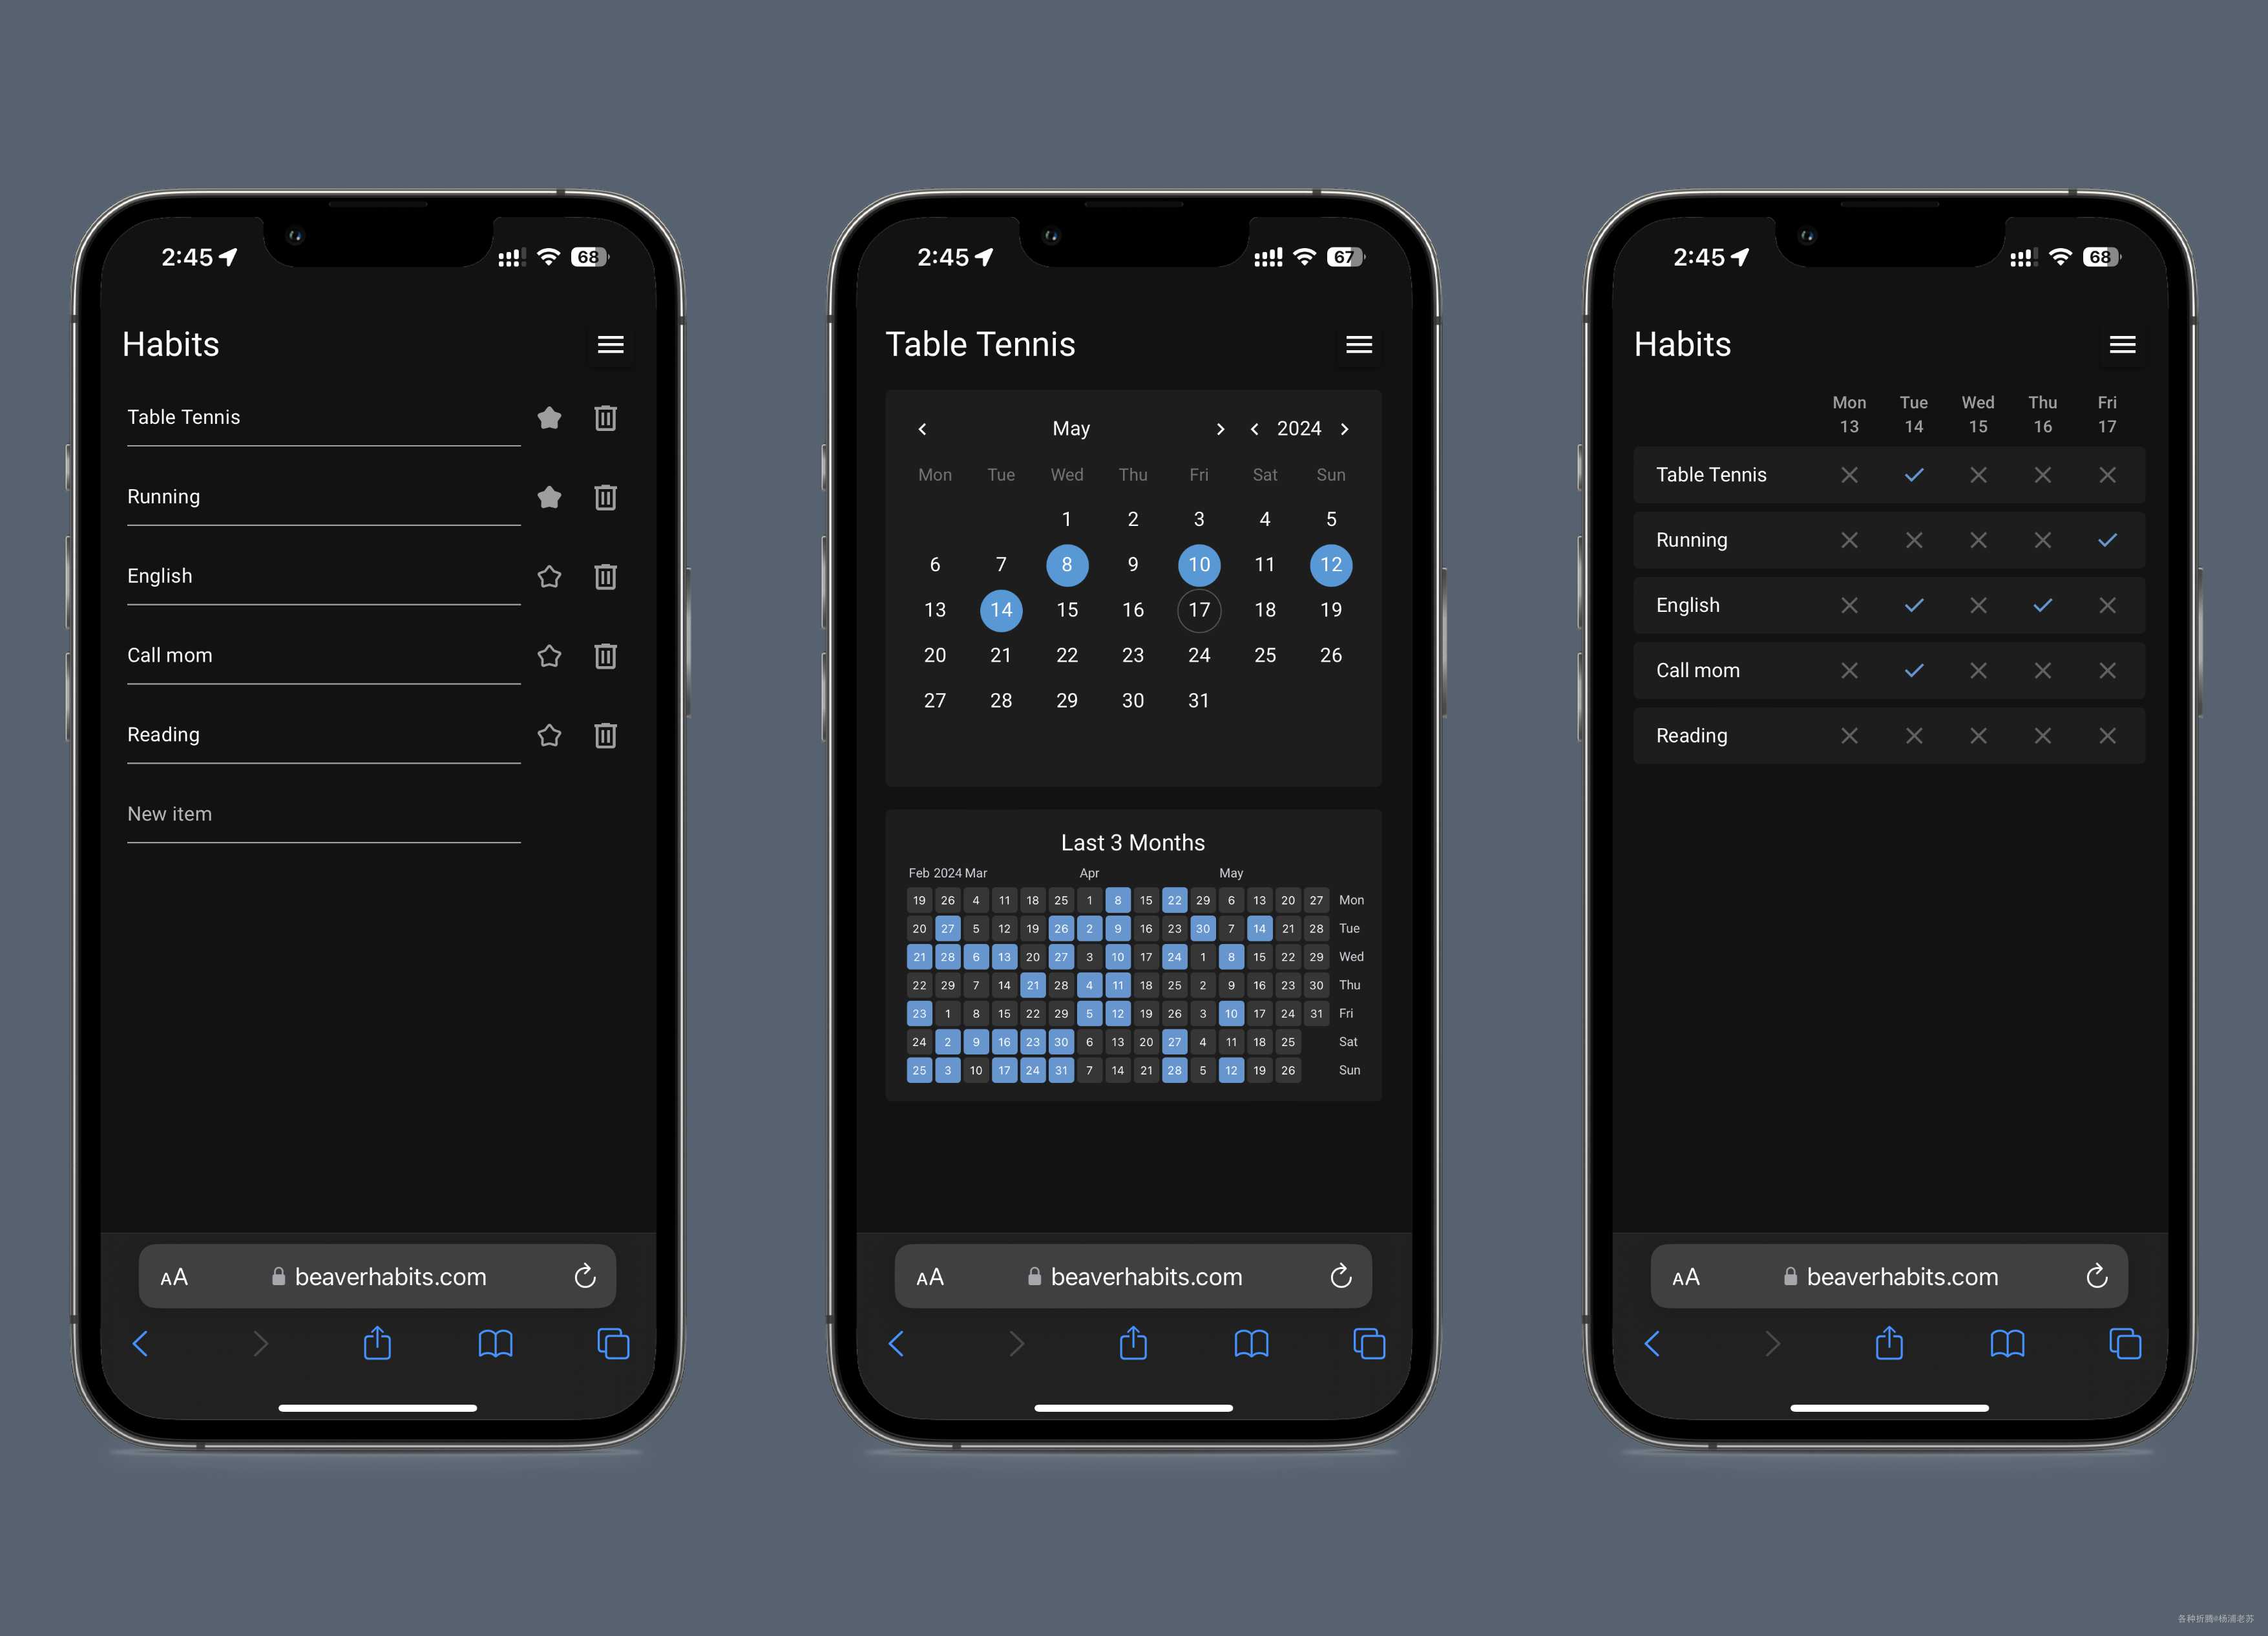 2:45
68
Habits
Table Tennis
Running
English
Call mom
Reading
New item
AA
beaverhabits.com
2:45
67
Table Tennis
May 2024
Mon Tue Wed Thu Fri Sat Sun
1 2 3 4 5
6 7 8 9 10 11 12
13 14 15 16 17 18 19
20 21 22 23 24 25 26
27 28 29 30 31
Last 3 Months
Feb 2024 Mar Apr May
19 26 4 11 18 25 1 8 15 22 29 6 13 20 27 Mon
20 27 5 12 19 26 2 9 16 23 30 7 14 21 28 Tue
21 28 6 13 20 27 3 10 17 24 1 8 15 22 29 Wed
22 29 7 14 21 28 4 11 18 25 2 9 16 23 30 Thu
23 1 8 15 22 29 5 12 19 26 3 10 17 24 31 Fri
24 2 9 16 23 30 6 13 20 27 4 11 18 25 Sat
25 3 10 17 24 31 7 14 21 28 5 12 19 26 Sun
AA
beaverhabits.com
2:45
68
Habits
Mon Tue Wed Thu Fri
13 14 15 16 17
Table Tennis
Running
English
Call mom
Reading
AA
beaverhabits.com
各种折腾@杨浦老苏